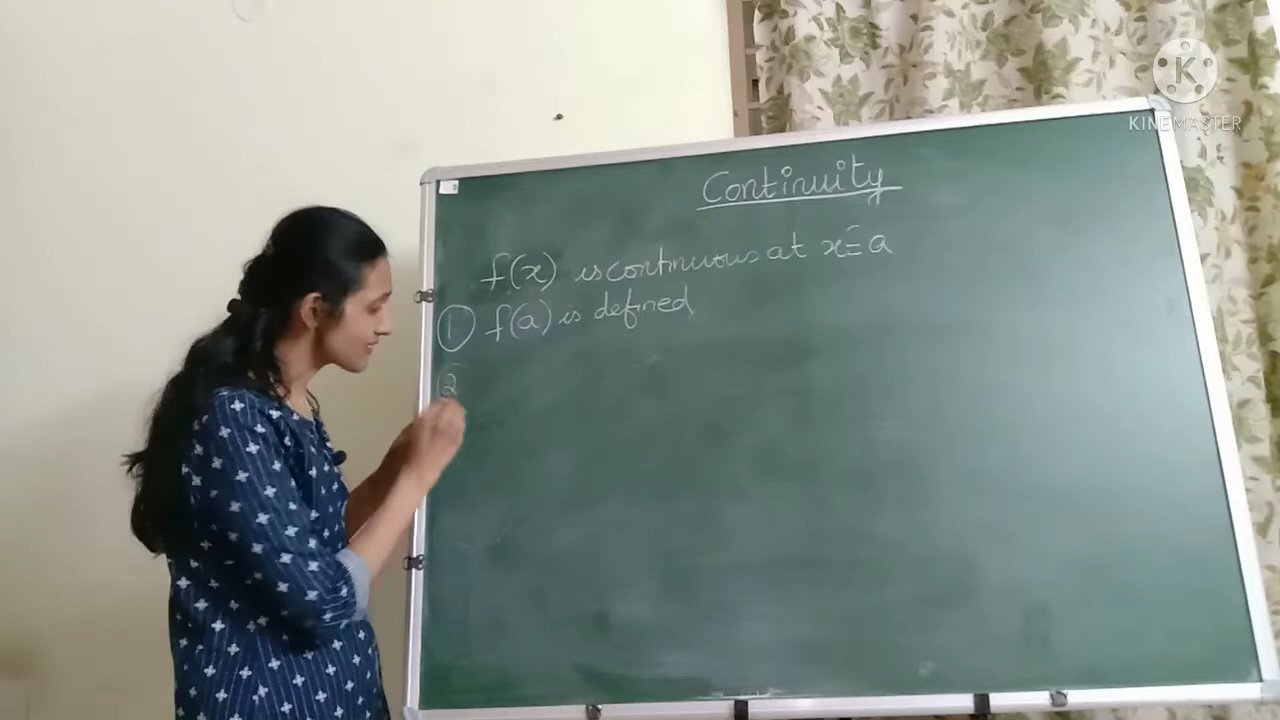 K
KINEMASTER
Continuity
f(x) is continuous at x = a
① f(a) is defined
②